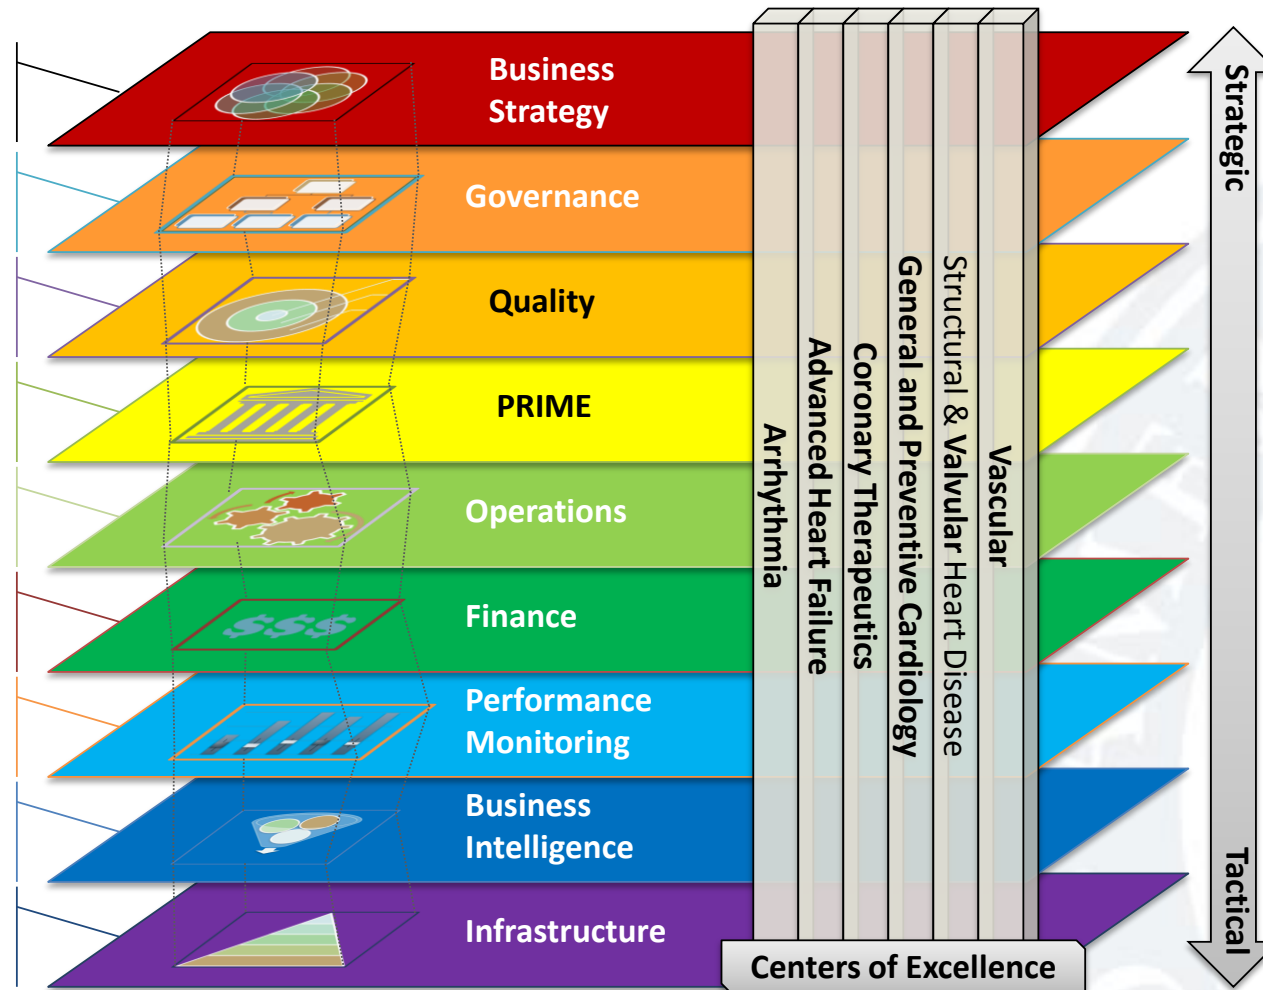 Business
Strategy
Governance
Quality
PRIME
Operations
Finance
Performance
Monitoring
Business
Intelligence
Infrastructure
$$$
Arrhythmia
Advanced Heart Failure
Coronary Therapeutics
General and Preventive Cardiology
Structural & Valvular Heart Disease
Vascular
Centers of Excellence
Strategic
Tactical